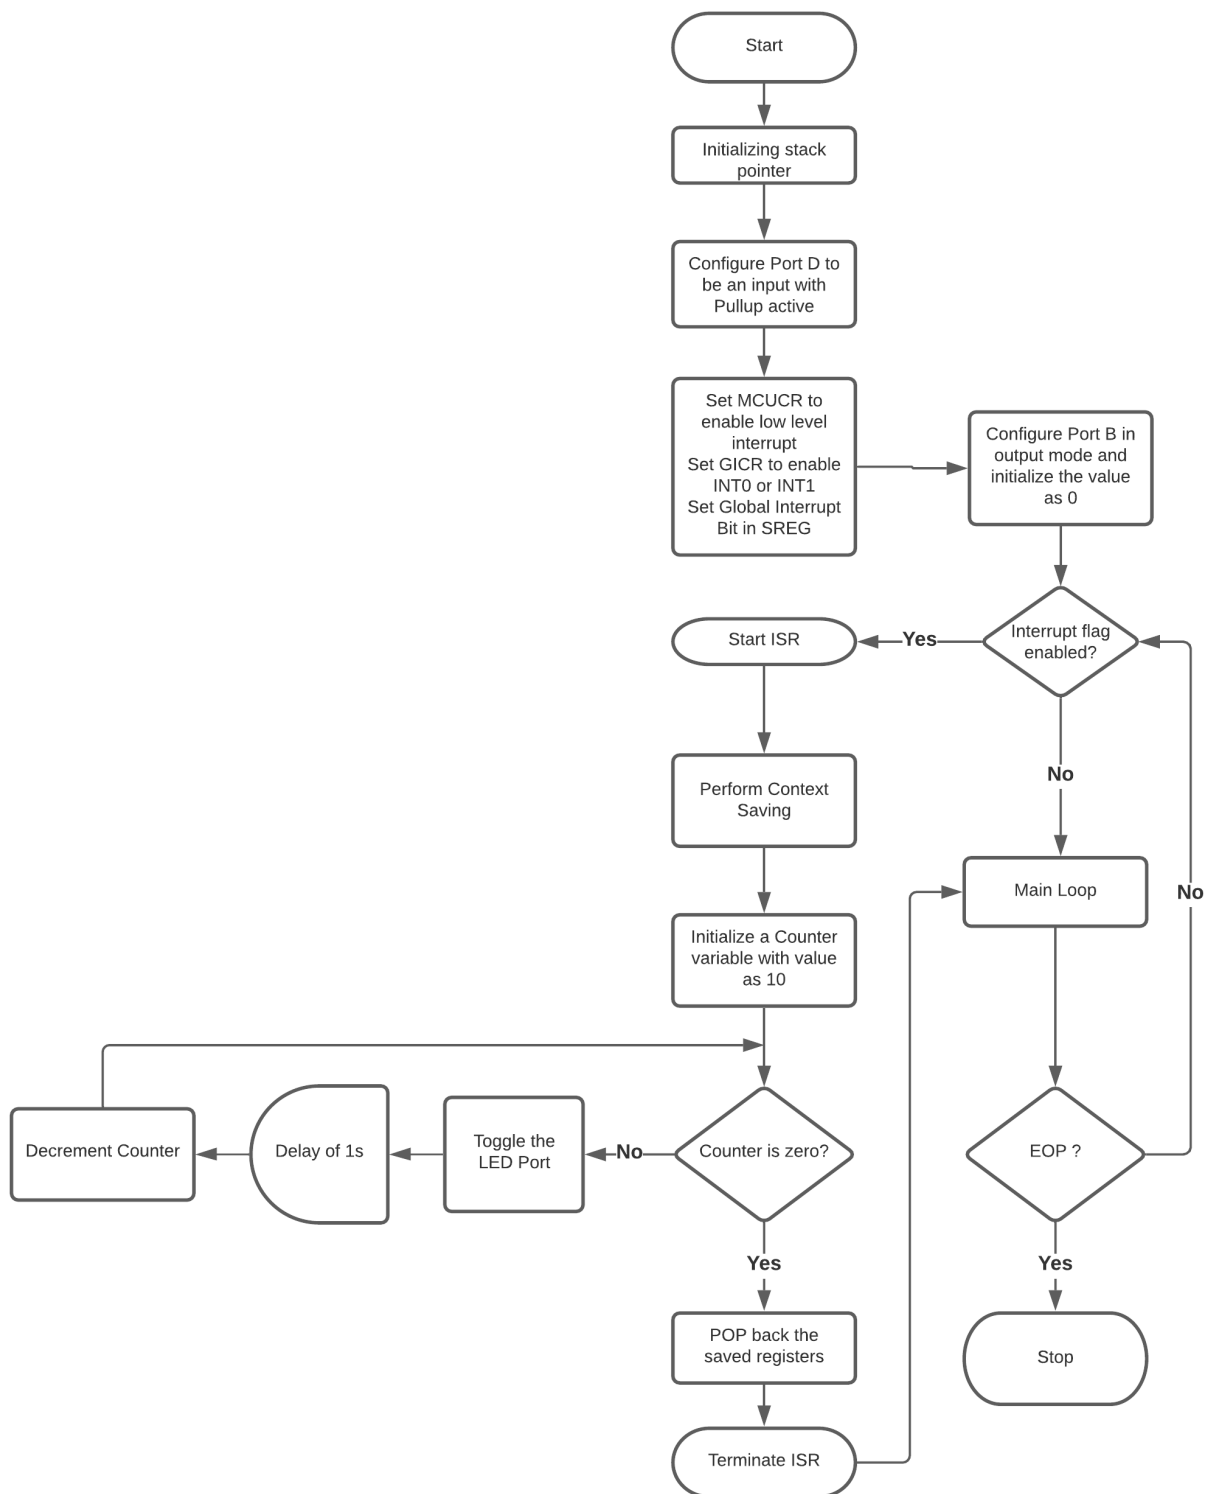 Start
Initializing stack
pointer
Configure Port D to
be an input with
Pullup active
Set MCUCR to
enable low level
interrupt
Set GICR to enable
INT0 or INT1
Set Global Interrupt
Bit in SREG
Configure Port B in
output mode and
initialize the value
as 0
Interrupt flag
enabled?
Yes
Start ISR
No
Perform Context
Saving
Main Loop
No
Initialize a Counter
variable with value
as 10
Counter is zero?
No
Toggle the
LED Port
Delay of 1s
Decrement Counter
EOP ?
Yes
Yes
POP back the
saved registers
Stop
Terminate ISR